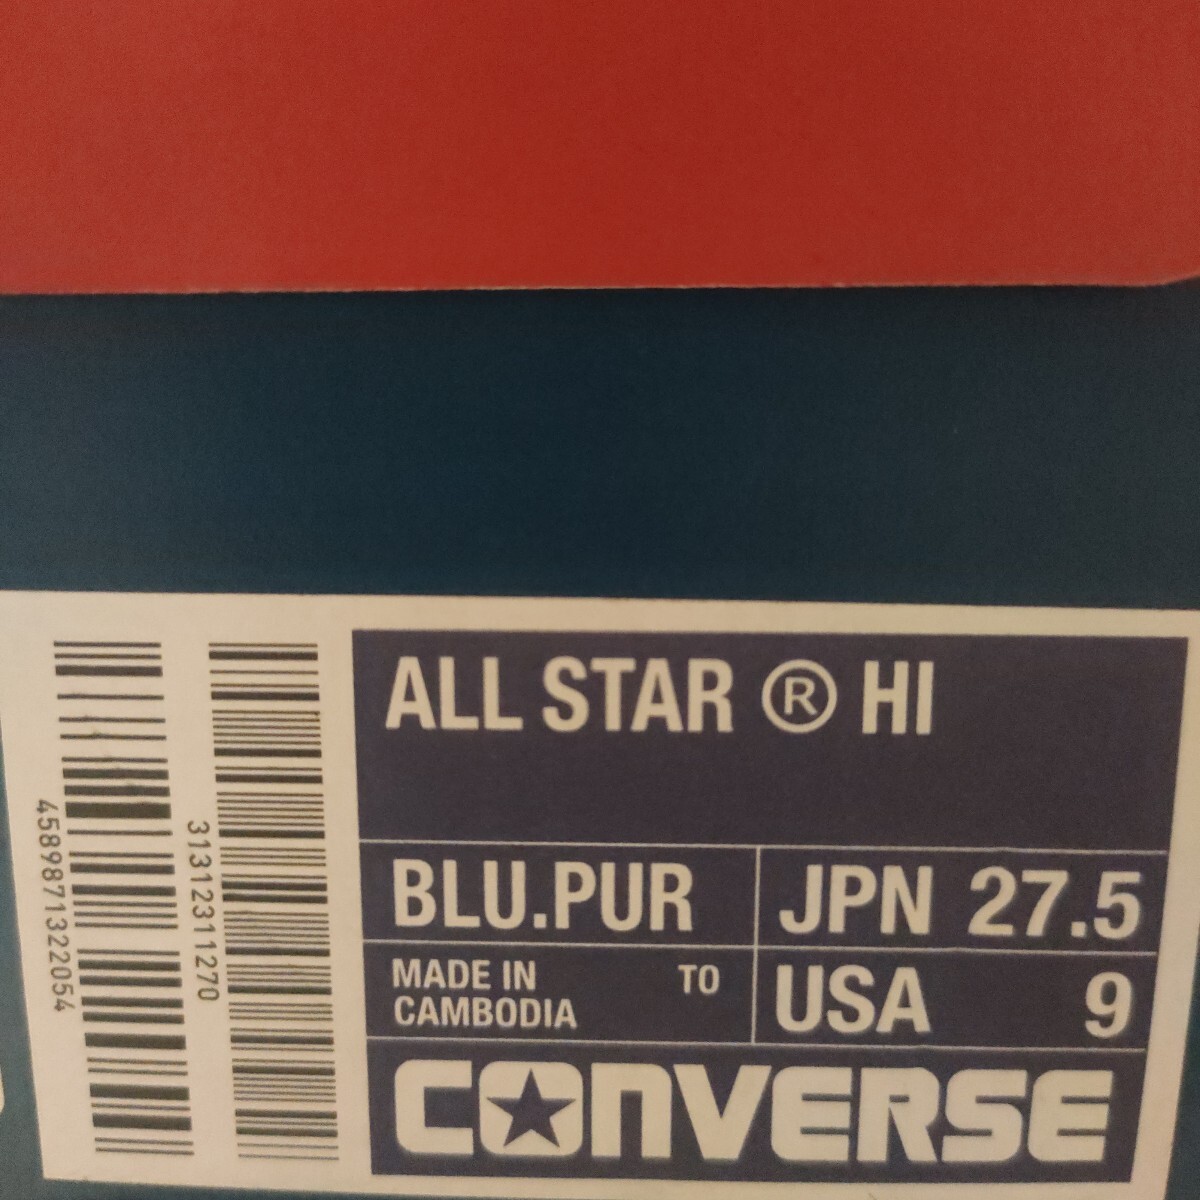 ALL STAR ® HI
BLU.PUR
JPN 27.5
MADE IN
CAMBODIA
TO
USA 9
CONVERSE
4589871322054
31312311270